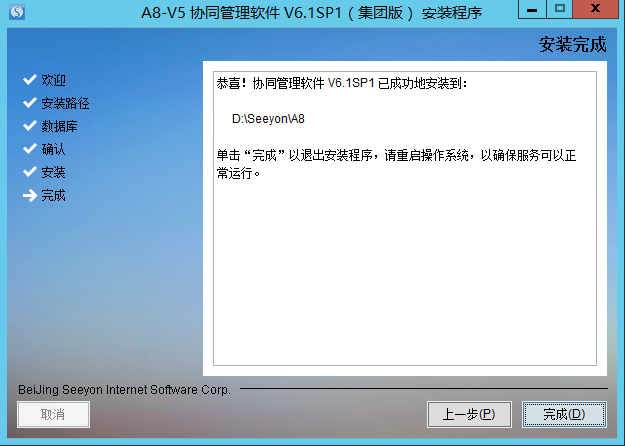 A8-V5 协同管理软件 V6.1SP1（集团版） 安装程序
安装完成
欢迎
安装路径
数据库
确认
安装
完成
恭喜！协同管理软件 V6.1SP1 已成功地安装到：
D:\Seeyon\A8
单击“完成”以退出安装程序，请重启操作系统，以确保服务可以正
常运行。
BeiJing Seeyon Internet Software Corp.
取消
上一步(P)
完成(D)